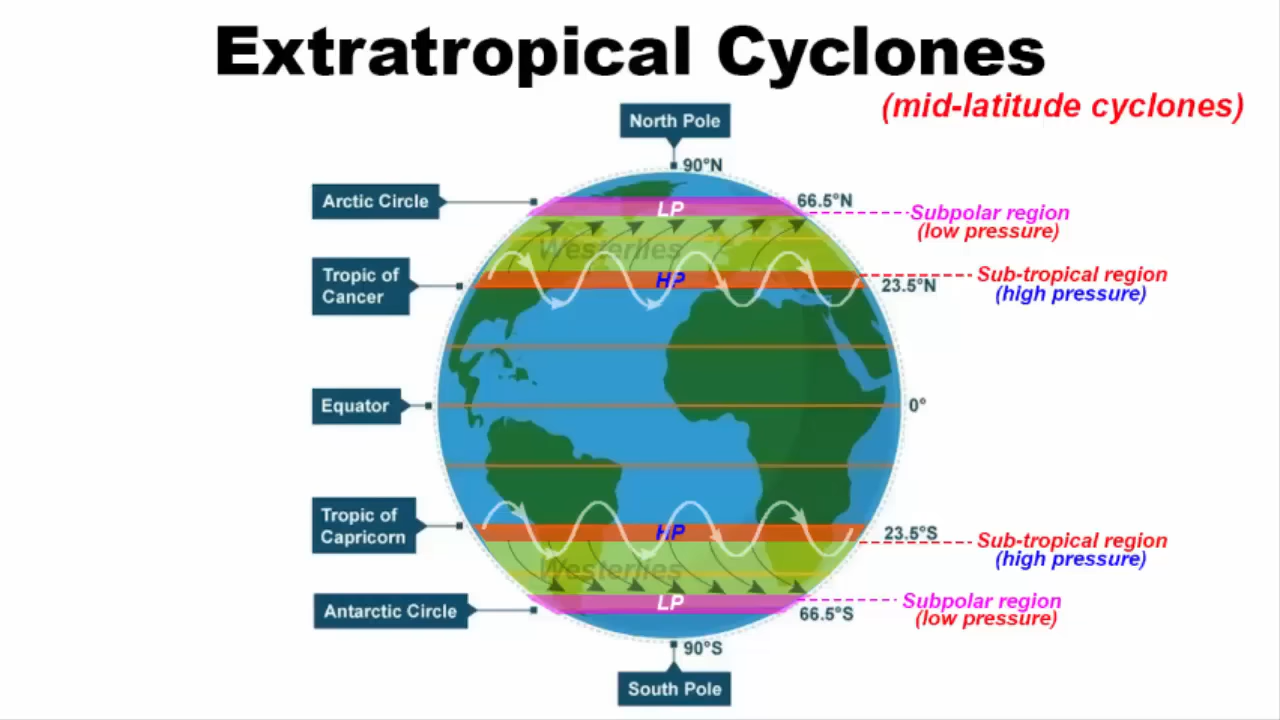 Extratropical Cyclones
(mid-latitude cyclones)
North Pole
90°N
Arctic Circle
66.5°N
LP
Subpolar region
(low pressure)
Westerlies
Tropic of
Cancer
HP
Sub-tropical region
(high pressure)
23.5°N
Equator
0°
Tropic of
Capricorn
HP
23.5°S
Sub-tropical region
(high pressure)
Westerlies
LP
Subpolar region
(low pressure)
Antarctic Circle
66.5°S
90°S
South Pole